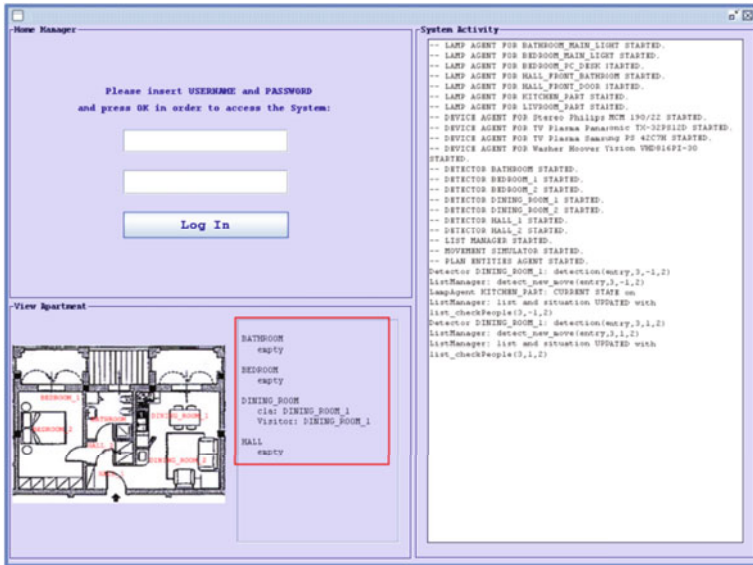 Home Manager
Please insert USERNAME and PASSWORD
and press OK in order to access the System:
Log In
View Apartment
BEDROOM_1
BATHROOM
DINING_ROOM_1
BEDROOM_2
HALL_2
DINING_ROOM_2
HALL_1
BATHROOM
empty
BEDROOM
empty
DINING_ROOM
cia: DINING_ROOM_1
Visitor: DINING_ROOM_1
HALL
empty
System Activity
-- LAMP AGENT FOR BATHROOM_MAIN_LIGHT STARTED.
-- LAMP AGENT FOR BEDROOM_MAIN_LIGHT STARTED.
-- LAMP AGENT FOR BEDROOM_PC_DESK STARTED.
-- LAMP AGENT FOR HALL_FRONT_BATHROOM STARTED.
-- LAMP AGENT FOR HALL_FRONT_DOOR STARTED.
-- LAMP AGENT FOR KITCHEN_PART STARTED.
-- LAMP AGENT FOR LIVROOM_PART STARTED.
-- DEVICE AGENT FOR Stereo Philips MCM 190/22 STARTED.
-- DEVICE AGENT FOR TV Plasma Panasonic TX-32PS12D STARTED.
-- DEVICE AGENT FOR TV Plasma Samsung PS 42C7H STARTED.
-- DEVICE AGENT FOR Washer Hoover Vision VHD816PI-30
STARTED.
-- DETECTOR BATHROOM STARTED.
-- DETECTOR BEDROOM_1 STARTED.
-- DETECTOR BEDROOM_2 STARTED.
-- DETECTOR DINING_ROOM_1 STARTED.
-- DETECTOR DINING_ROOM_2 STARTED.
-- DETECTOR HALL_1 STARTED.
-- DETECTOR HALL_2 STARTED.
-- LIST MANAGER STARTED.
-- MOVEMENT SIMULATOR STARTED.
-- PLAN ENTITIES AGENT STARTED.
Detector DINING_ROOM_1: detection(entry,3,-1,2)
ListManager: detect_new_move(entry,3,-1,2)
LampAgent KITCHEN_PART: CURRENT STATE on
ListManager: list and situation UPDATED with
list_checkPeople(3,-1,2)
Detector DINING_ROOM_1: detection(entry,3,1,2)
ListManager: detect_new_move(entry,3,1,2)
ListManager: list and situation UPDATED with
list_checkPeople(3,1,2)